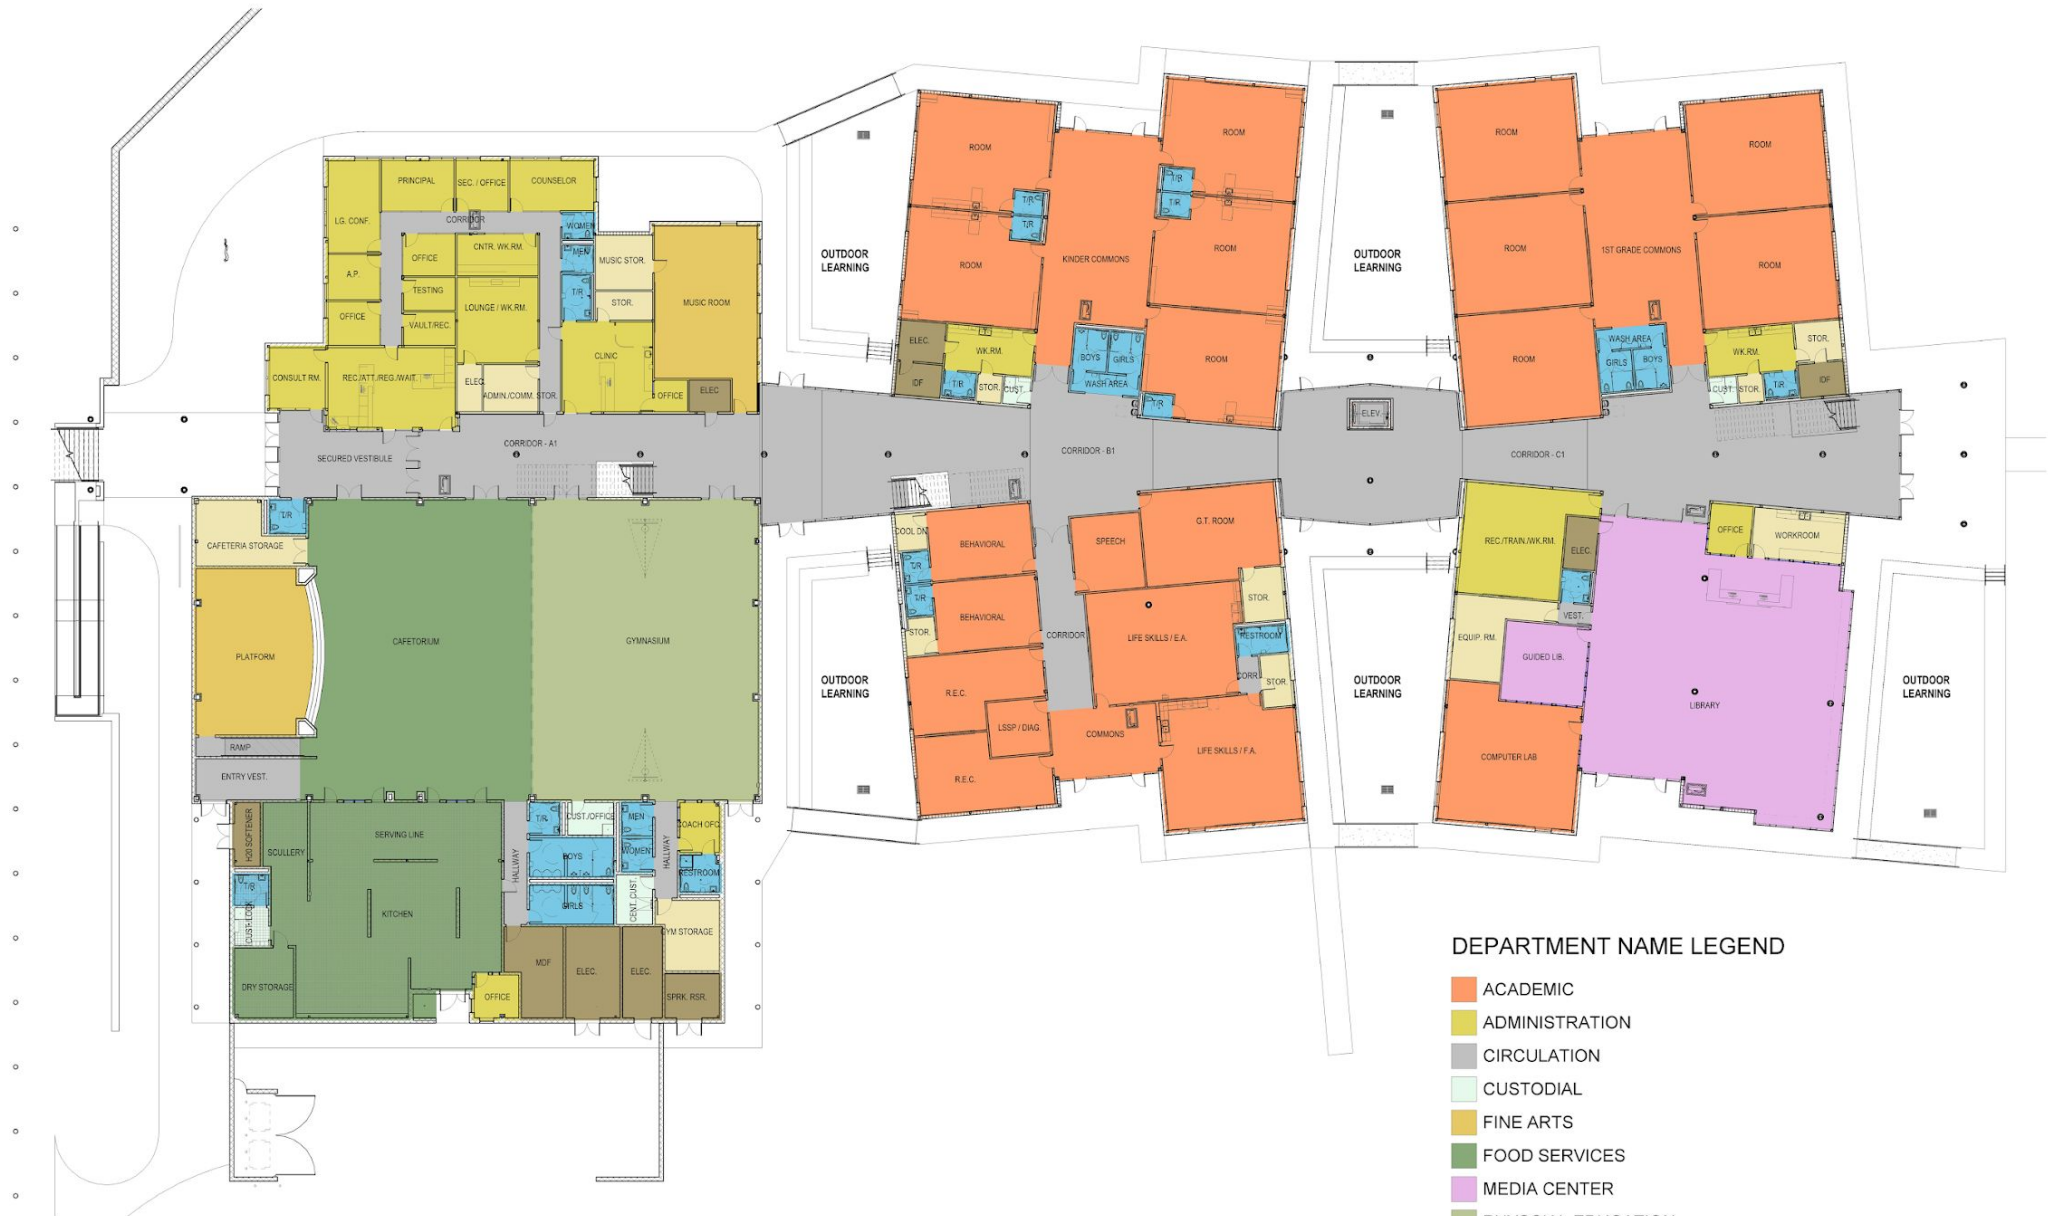 PRINCIPAL
SEC. / OFFICE
COUNSELOR
LG. CONF.
CORRIDOR
WOMEN
OFFICE
CNTR. WK.RM.
MEN
MUSIC STOR.
A.P.
TESTING
T/R
LOUNGE / WK.RM.
STOR.
MUSIC ROOM
OFFICE
VAULT/REC.
CLINIC
CONSULT RM.
REC./ATT./REG./WAIT.
ELEC.
ADMIN./COMM. STOR.
OFFICE
ELEC
SECURED VESTIBULE
CORRIDOR - A1
T/R
CAFETERIA STORAGE
PLATFORM
CAFETORIUM
GYMNASIUM
RAMP
ENTRY VEST.
H20 SOFTENER
SCULLERY
SERVING LINE
T/R
CUST./OFFICE
MEN
COACH OFC
HALLWAY
BOYS
WOMEN
HALLWAY
RESTROOM
T/R
GIRLS
CENT. CUST.
CUST. LOCK
KITCHEN
GYM STORAGE
DRY STORAGE
OFFICE
MDF
ELEC.
ELEC.
SPRK. RSR.
OUTDOOR
LEARNING
ROOM
ROOM
T/R
T/R
T/R
T/R
ROOM
ROOM
KINDER COMMONS
ELEC.
WK.RM.
BOYS
GIRLS
ROOM
IDF
T/R
STOR.
CUST.
WASH AREA
T/R
CORRIDOR - B1
ELEV.
COOL DN
BEHAVIORAL
SPEECH
G.T. ROOM
T/R
T/R
BEHAVIORAL
STOR.
STOR.
CORRIDOR
LIFE SKILLS / E.A.
RESTROOM
R.E.C.
CORR.
STOR.
LSSP / DIAG.
COMMONS
LIFE SKILLS / F.A.
R.E.C.
OUTDOOR
LEARNING
OUTDOOR
LEARNING
ROOM
ROOM
ROOM
1ST GRADE COMMONS
ROOM
WASH AREA
STOR.
ROOM
GIRLS
BOYS
WK.RM.
CUST.
STOR.
T/R
IDF
CORRIDOR - C1
REC./TRAIN./WK.RM.
ELEC.
OFFICE
WORKROOM
VEST.
EQUIP. RM.
GUIDED LIB.
LIBRARY
COMPUTER LAB
OUTDOOR
LEARNING
OUTDOOR
LEARNING
DEPARTMENT NAME LEGEND
ACADEMIC
ADMINISTRATION
CIRCULATION
CUSTODIAL
FINE ARTS
FOOD SERVICES
MEDIA CENTER